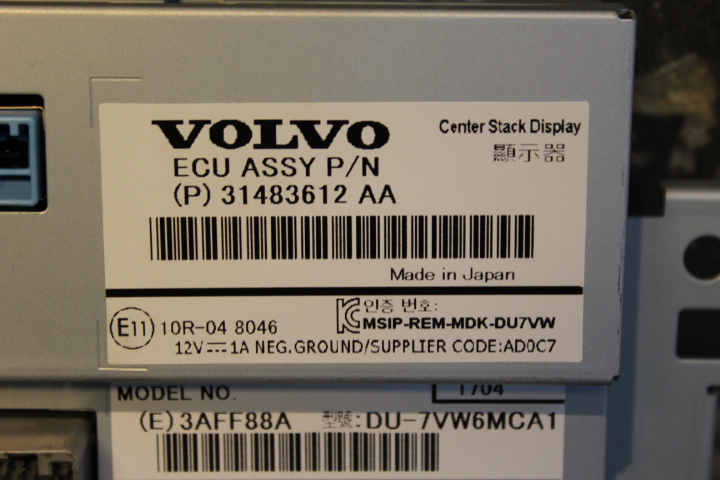 VOLVO
Center Stack Display
顯示器
ECU ASSY P/N
(P) 31483612 AA
Made in Japan
E11 10R-04 8046
인증 번호:
MSIP-REM-MDK-DU7VW
12V⎓1A NEG.GROUND/SUPPLIER CODE:AD0C7
MODEL NO.
1704
(E)3AFF88A 型號:DU-7VW6MCA1